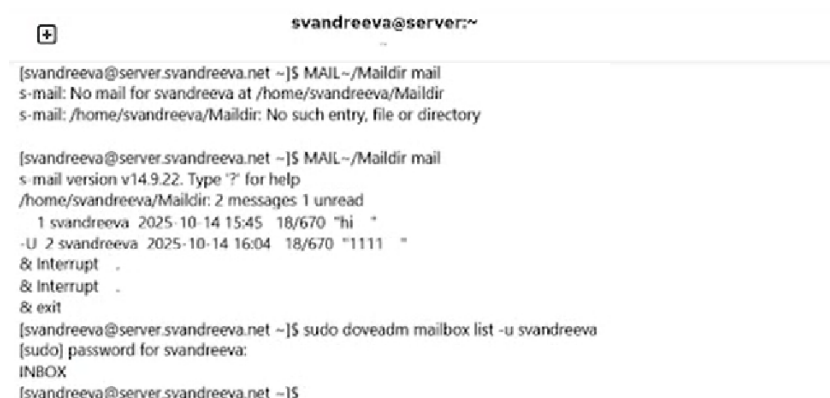 svandreeva@server:~
[svandreeva@server.svandreeva.net ~]$ MAIL~/Maildir mail
s-mail: No mail for svandreeva at /home/svandreeva/Maildir
s-mail: /home/svandreeva/Maildir: No such entry, file or directory
[svandreeva@server.svandreeva.net ~]$ MAIL~/Maildir mail
s-mail version v14.9.22. Type '?' for help
/home/svandreeva/Maildir: 2 messages 1 unread
1 svandreeva 2025-10-14 15:45 18/670 "hi "
-U 2 svandreeva 2025-10-14 16:04 18/670 "1111 "
& Interrupt .
& Interrupt .
& exit
[svandreeva@server.svandreeva.net ~]$ sudo doveadm mailbox list -u svandreeva
[sudo] password for svandreeva:
INBOX
[svandreeva@server.svandreeva.net ~]$